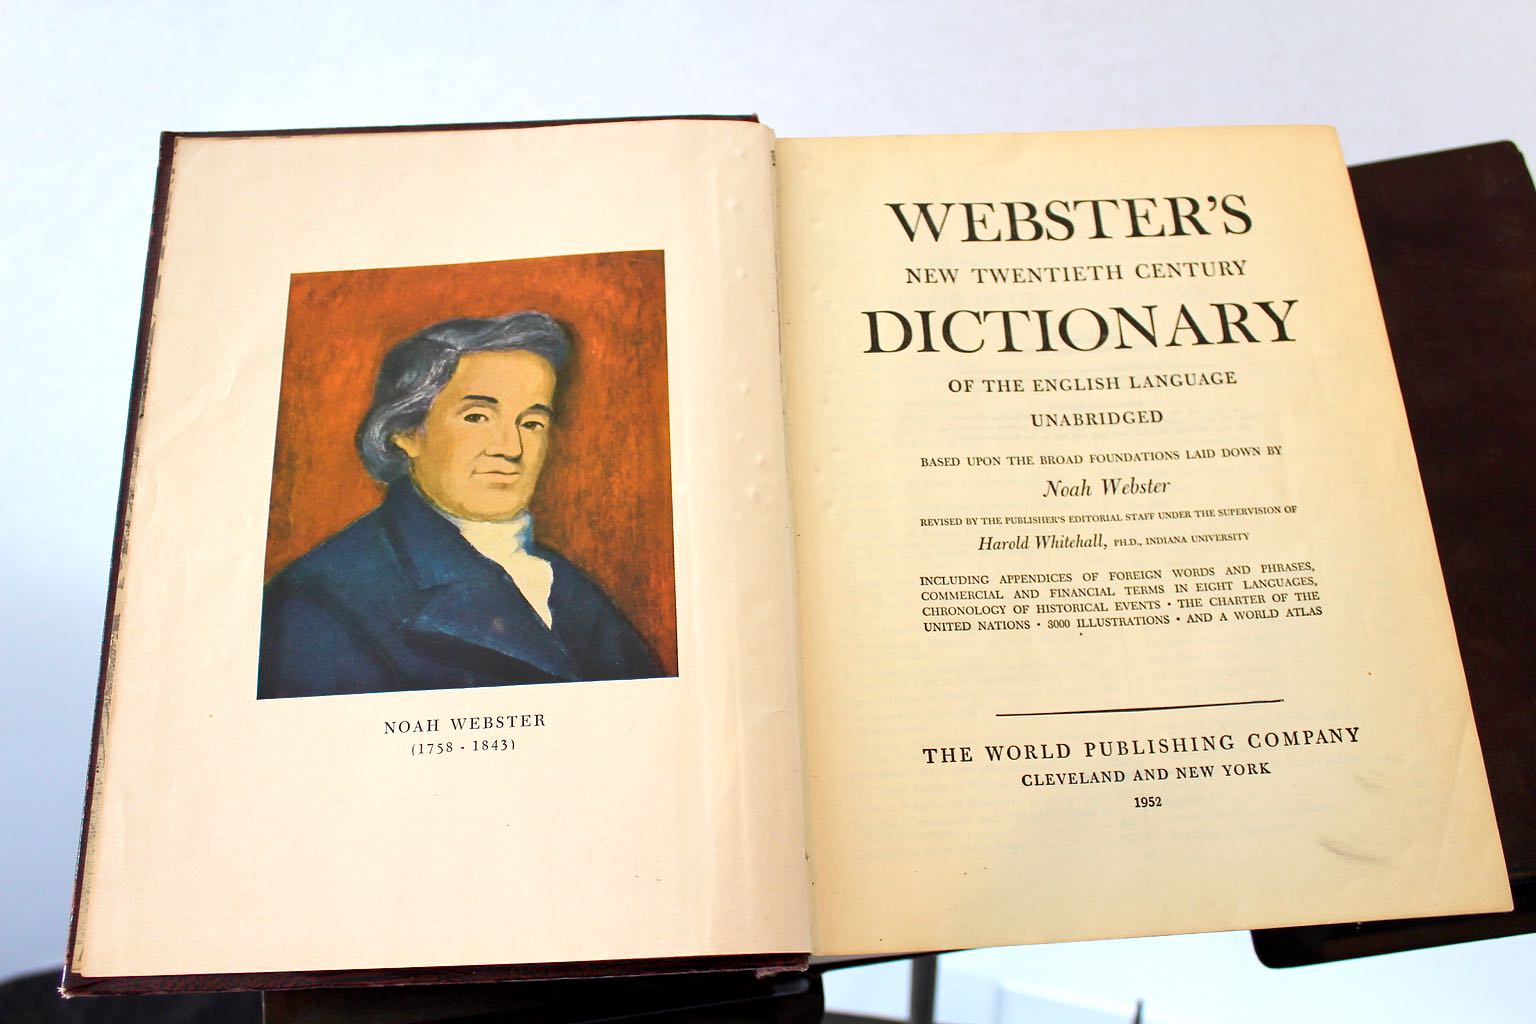 NOAH WEBSTER
(1758 - 1843)
WEBSTER'S
NEW TWENTIETH CENTURY
DICTIONARY
OF THE ENGLISH LANGUAGE
UNABRIDGED
BASED UPON THE BROAD FOUNDATIONS LAID DOWN BY
Noah Webster
REVISED BY THE PUBLISHER'S EDITORIAL STAFF UNDER THE SUPERVISION OF
Harold Whitehall, PH.D., INDIANA UNIVERSITY
INCLUDING APPENDICES OF FOREIGN WORDS AND PHRASES,
COMMERCIAL AND FINANCIAL TERMS IN EIGHT LANGUAGES,
CHRONOLOGY OF HISTORICAL EVENTS • THE CHARTER OF THE
UNITED NATIONS • 3000 ILLUSTRATIONS • AND A WORLD ATLAS
THE WORLD PUBLISHING COMPANY
CLEVELAND AND NEW YORK
1952